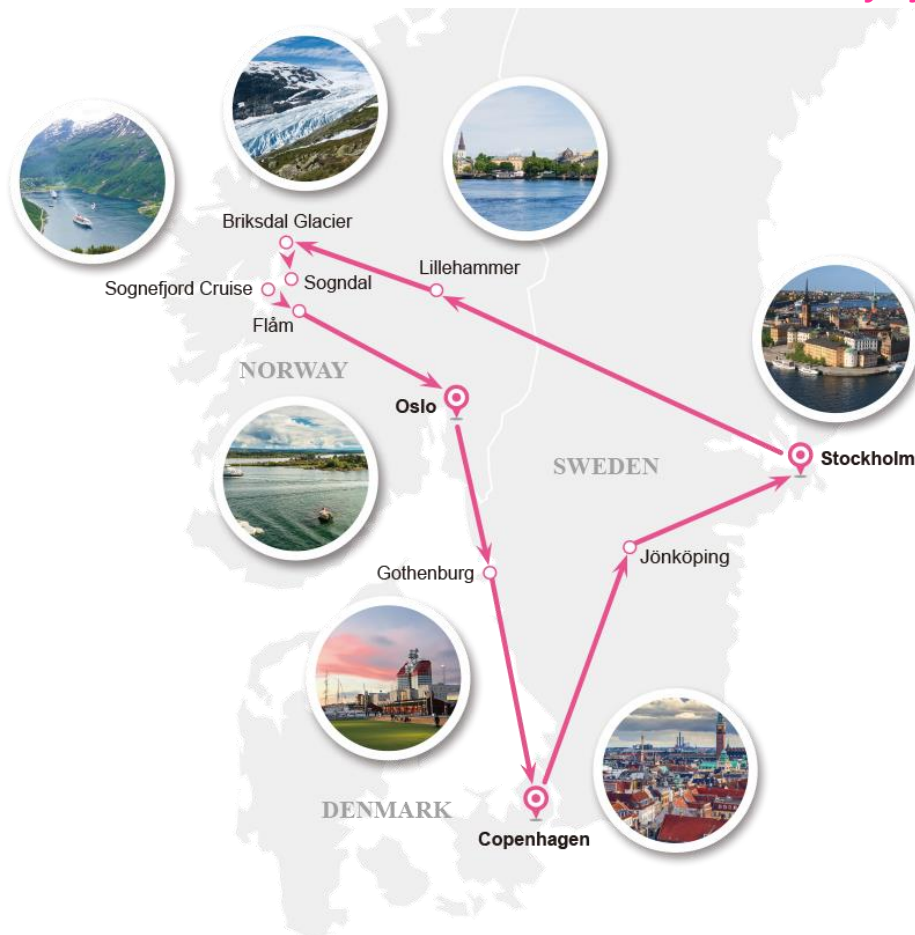 Briksdal Glacier
Lillehammer
Sogndal
Sognefjord Cruise
Flåm
NORWAY
Oslo
Stockholm
SWEDEN
Jönköping
Gothenburg
DENMARK
Copenhagen